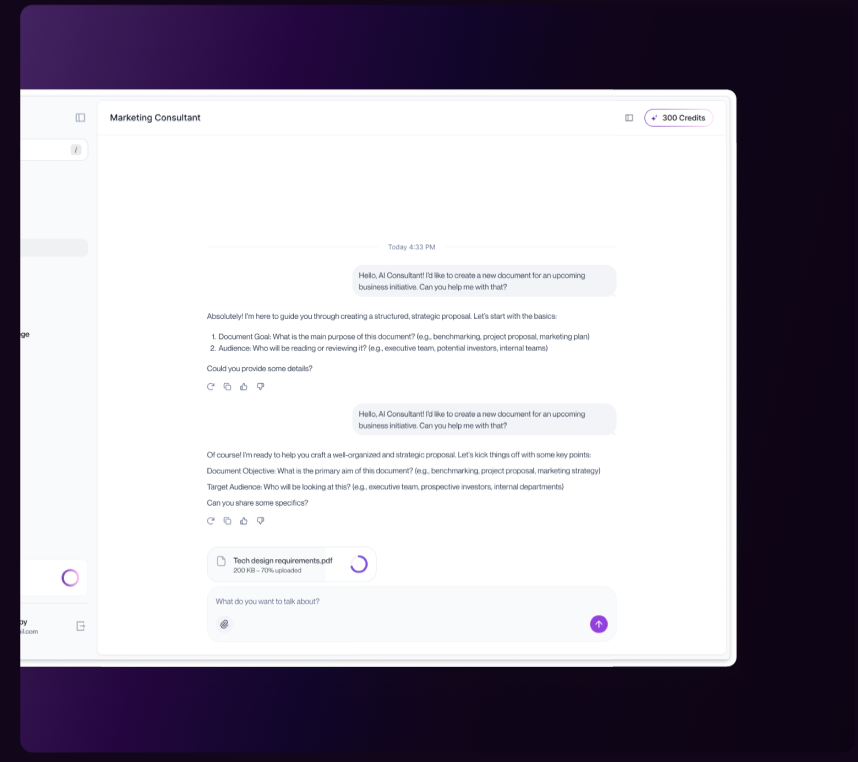 Marketing Consultant
300 Credits
/
Today 4:33 PM
Hello, AI Consultant! I'd like to create a new document for an upcoming
business initiative. Can you help me with that?
Absolutely! I'm here to guide you through creating a structured, strategic proposal. Let's start with the basics:
1. Document Goal: What is the main purpose of this document? (e.g., benchmarking, project proposal, marketing plan)
2. Audience: Who will be reading or reviewing it? (e.g., executive team, potential investors, internal teams)
ge
Could you provide some details?
Hello, AI Consultant! I'd like to create a new document for an upcoming
business initiative. Can you help me with that?
Of course! I'm ready to help you craft a well-organized and strategic proposal. Let's kick things off with some key points:
Document Objective: What is the primary aim of this document? (e.g., benchmarking, project proposal, marketing strategy)
Target Audience: Who will be looking at this? (e.g., executive team, prospective investors, internal departments)
Can you share some specifics?
Tech design requirements.pdf
200 KB – 70% uploaded
What do you want to talk about?
by
il.com